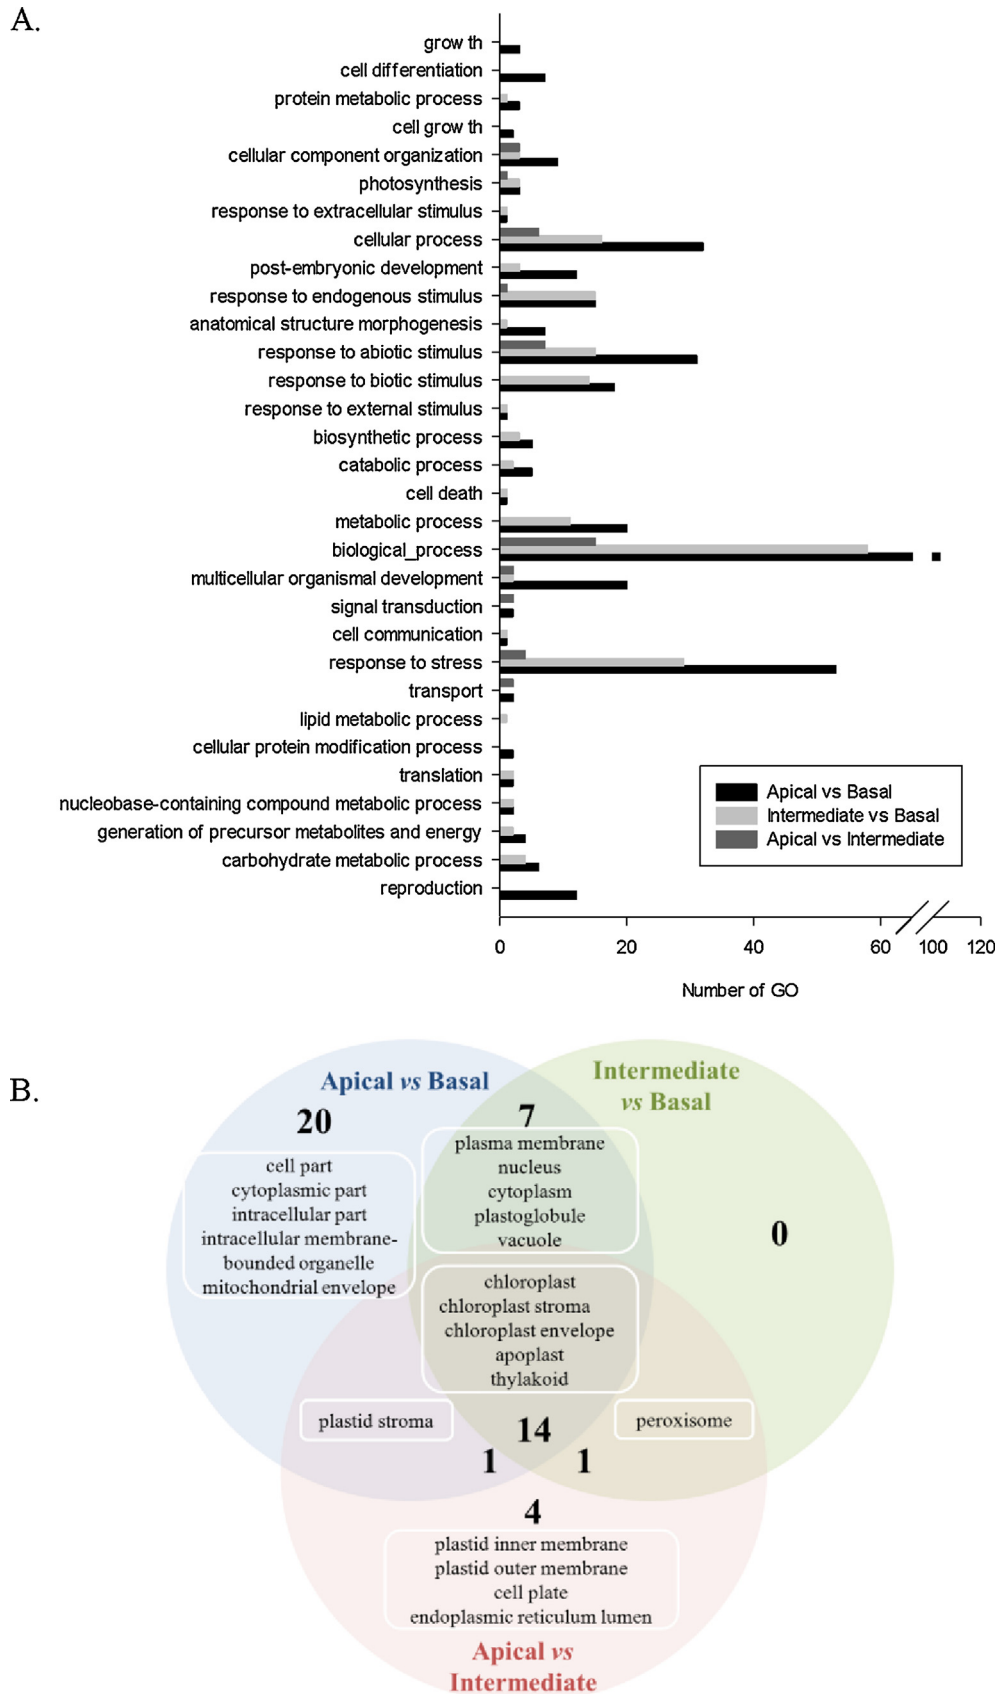 A.
grow th
cell differentiation
protein metabolic process
cell grow th
cellular component organization
photosynthesis
response to extracellular stimulus
cellular process
post-embryonic development
response to endogenous stimulus
anatomical structure morphogenesis
response to abiotic stimulus
response to biotic stimulus
response to external stimulus
biosynthetic process
catabolic process
cell death
metabolic process
biological_process
multicellular organismal development
signal transduction
cell communication
response to stress
transport
lipid metabolic process
cellular protein modification process
translation
nucleobase-containing compound metabolic process
generation of precursor metabolites and energy
carbohydrate metabolic process
reproduction
Apical vs Basal
Intermediate vs Basal
Apical vs Intermediate
0 20 40 60 100 120
Number of GO
B.
Apical vs Basal
20
cell part
cytoplasmic part
intracellular part
intracellular membrane-
bounded organelle
mitochondrial envelope
7
plasma membrane
nucleus
cytoplasm
plastoglobule
vacuole
Intermediate
vs Basal
0
chloroplast
chloroplast stroma
chloroplast envelope
apoplast
thylakoid
plastid stroma
14
peroxisome
1
1
4
plastid inner membrane
plastid outer membrane
cell plate
endoplasmic reticulum lumen
Apical vs
Intermediate